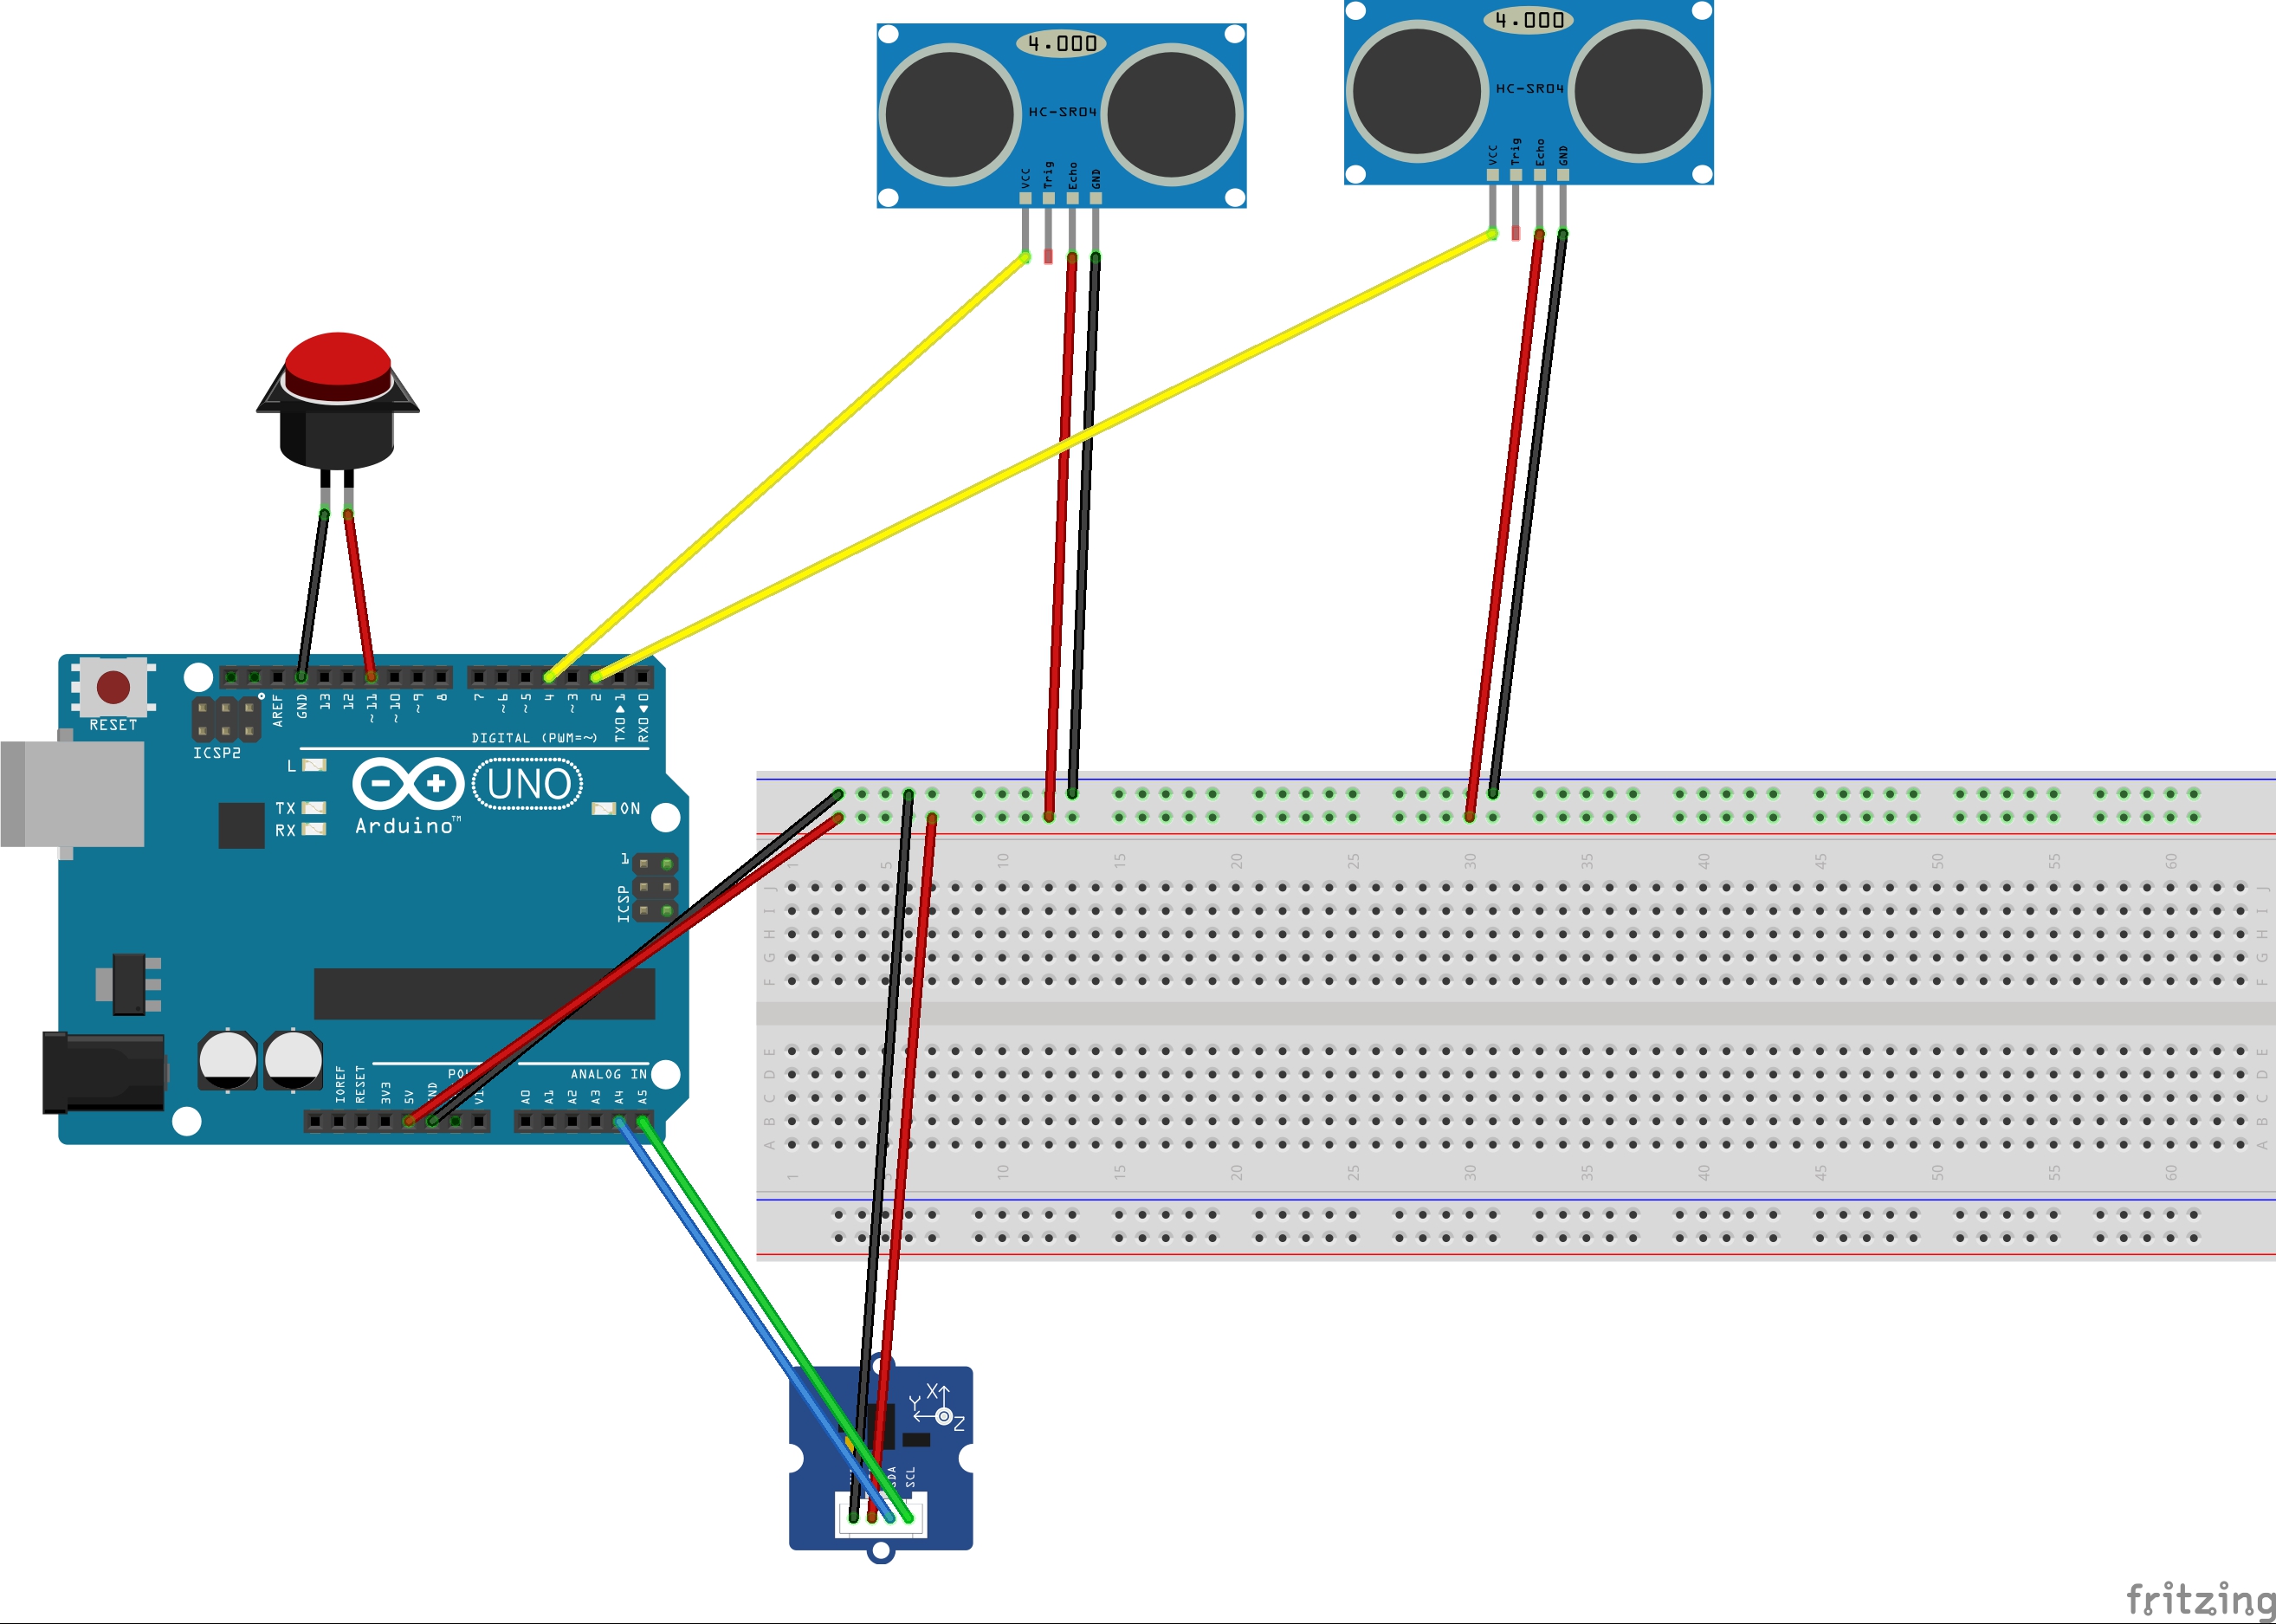 4.000
HC-SR04
VCC
Trig
Echo
GND
4.000
HC-SR04
VCC
Trig
Echo
GND
RESET
ICSP2
AREF
GND
13
12
~11
~10
~9
8
7
~6
~5
4
~3
2
TX0▶1
RX0◀0
DIGITAL (PWM=~)
L
TX
RX
UNO
Arduino™
ON
1
ICSP
IOREF
RESET
3V3
5V
ANALOG IN
A0
A1
A2
A3
A4
A5
1 5 10 15 20 25 30 35 40 45 50 55 60
J J
I I
H H
G G
F F
E E
D D
C C
B B
A A
1 5 10 15 20 25 30 35 40 45 50 55 60
X
Y
Z
SDA
SCL
fritzing